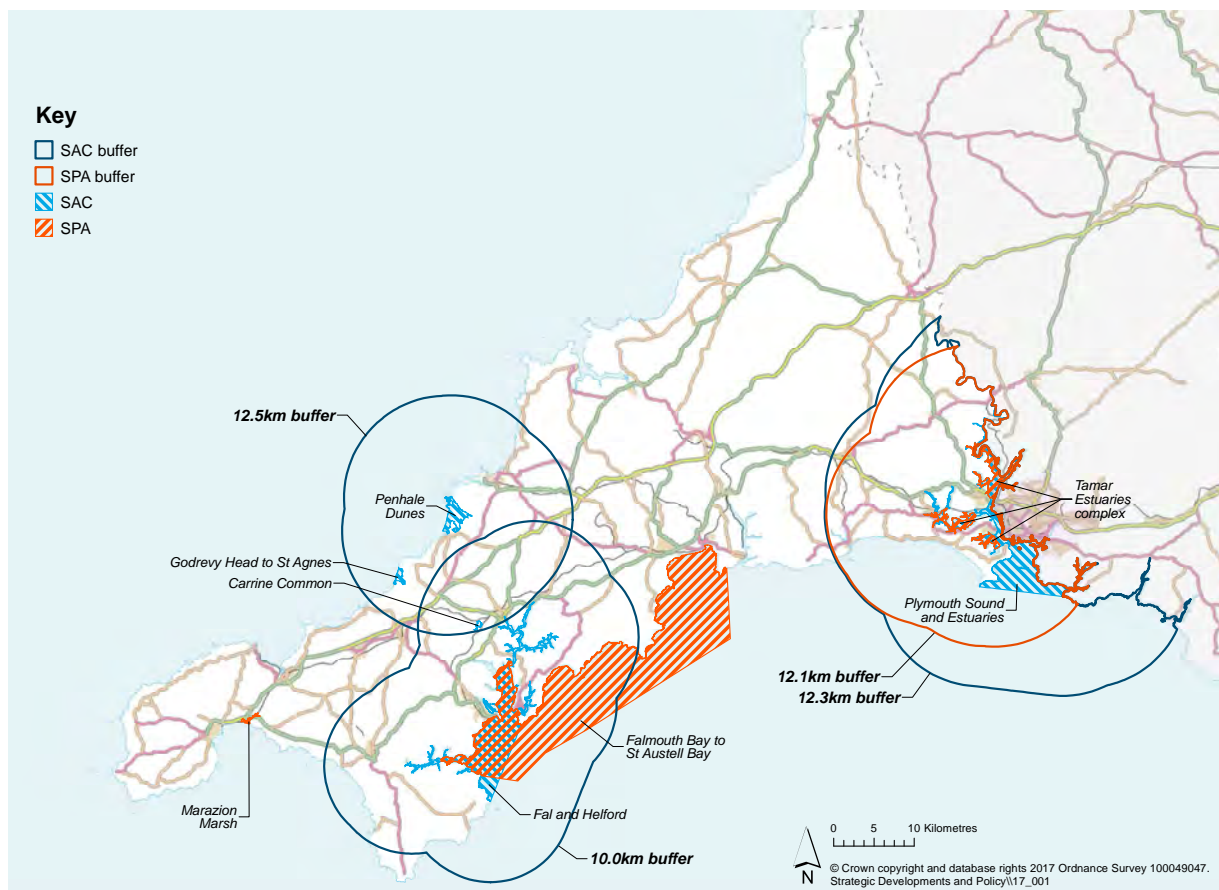 Key
SAC buffer
SPA buffer
SAC
SPA
12.5km buffer
Penhale
Dunes
Godrevy Head to St Agnes
Carrine Common
Tamar
Estuaries
complex
Plymouth Sound
and Estuaries
12.1km buffer
12.3km buffer
Falmouth Bay to
St Austell Bay
Marazion
Marsh
Fal and Helford
10.0km buffer
0 5 10 Kilometres
N
© Crown copyright and database rights 2017 Ordnance Survey 100049047.
Strategic Developments and Policy\\17_001